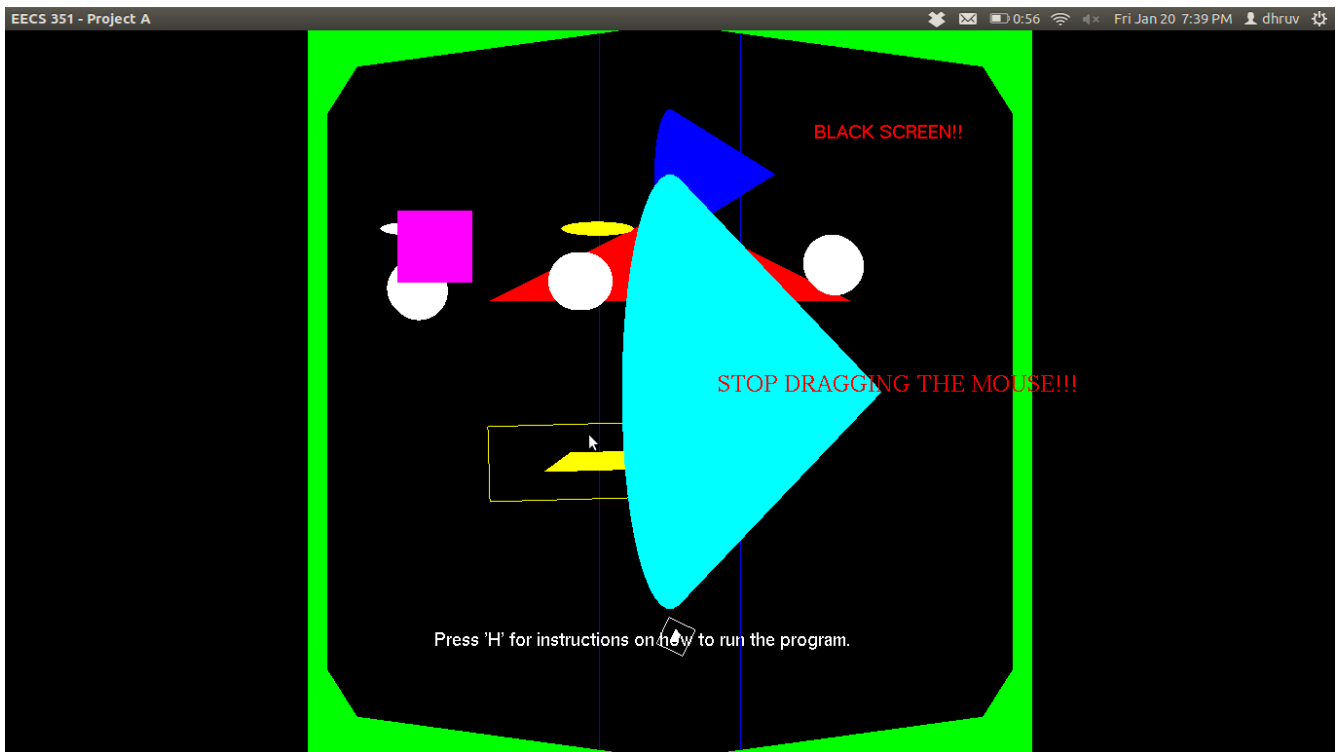 EECS 351 - Project A
0:56 Fri Jan 20 7:39 PM dhruv
BLACK SCREEN!!
STOP DRAGGING THE MOUSE!!!
Press 'H' for instructions on how to run the program.